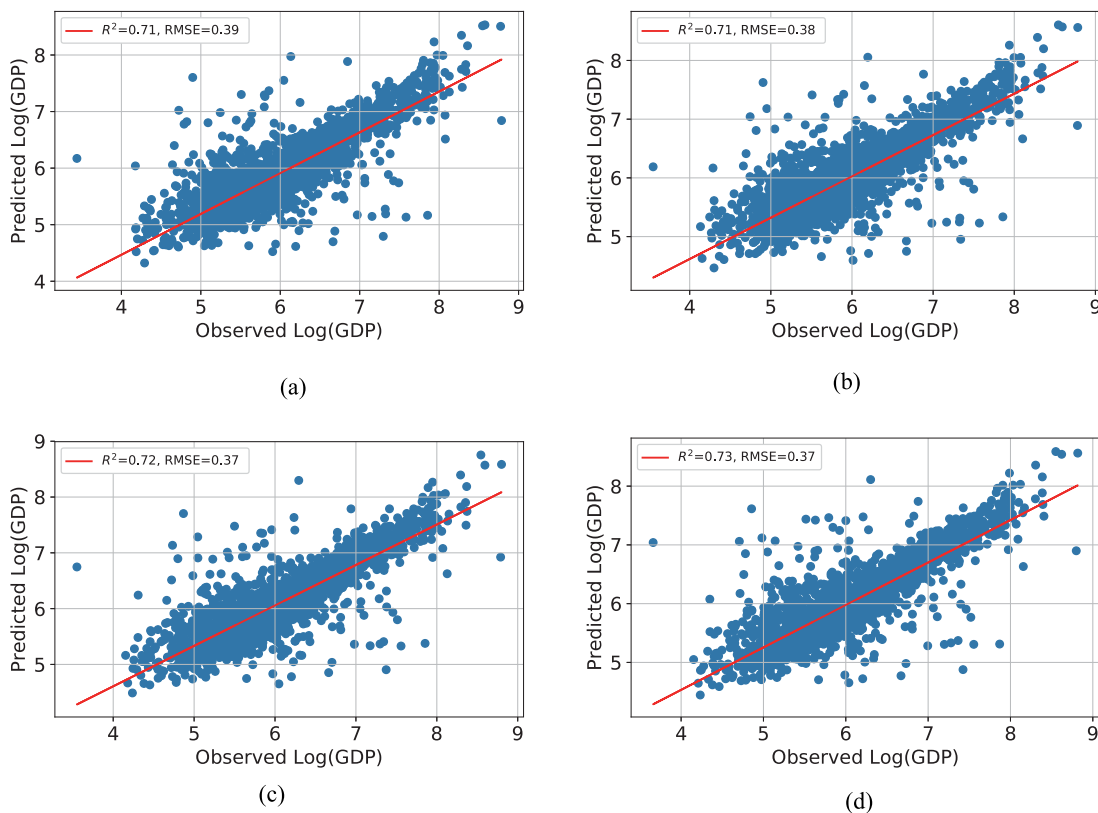 R²=0.71, RMSE=0.39
8
7
6
5
4
Predicted Log(GDP)
4 5 6 7 8 9
Observed Log(GDP)
(a)
R²=0.71, RMSE=0.38
8
7
6
5
Predicted Log(GDP)
4 5 6 7 8 9
Observed Log(GDP)
(b)
R²=0.72, RMSE=0.37
9
8
7
6
5
Predicted Log(GDP)
4 5 6 7 8 9
Observed Log(GDP)
(c)
R²=0.73, RMSE=0.37
8
7
6
5
Predicted Log(GDP)
4 5 6 7 8 9
Observed Log(GDP)
(d)